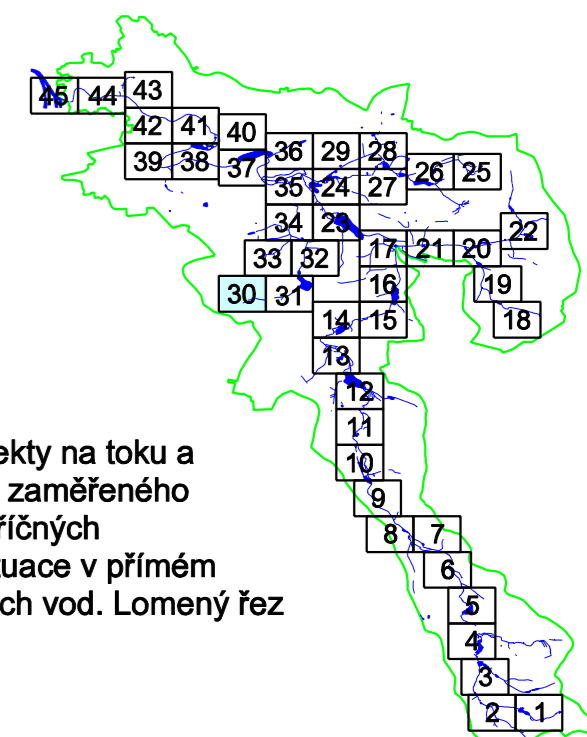 43
45 44
42 41 40
39 38 37 36 29 28
26 25
35 24 27
34 23
22
33 32 17 21 20
30 31 16 19
14 15 18
13
12
11
ekty na toku a
10
zaměřeného
9
říčných
8 7
tuace v přímém
6
ch vod. Lomený řez
5
4
3
2 1